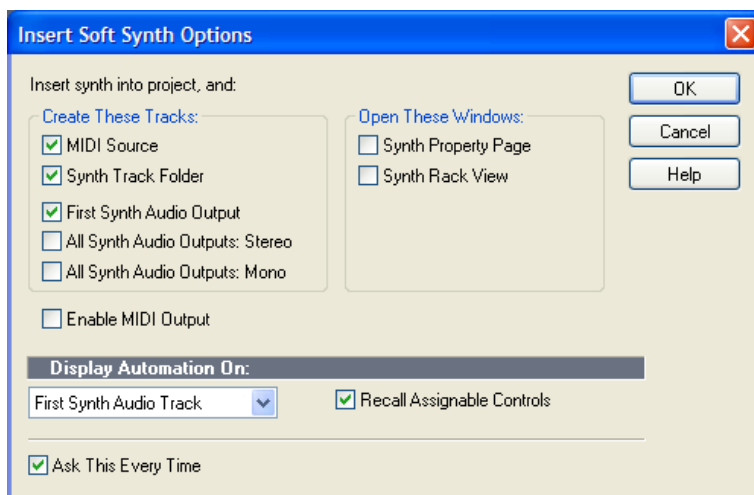 Insert Soft Synth Options
Insert synth into project, and:
Create These Tracks:
MIDI Source
Synth Track Folder
First Synth Audio Output
All Synth Audio Outputs: Stereo
All Synth Audio Outputs: Mono
Enable MIDI Output
Open These Windows:
Synth Property Page
Synth Rack View
OK
Cancel
Help
Display Automation On:
First Synth Audio Track
Recall Assignable Controls
Ask This Every Time